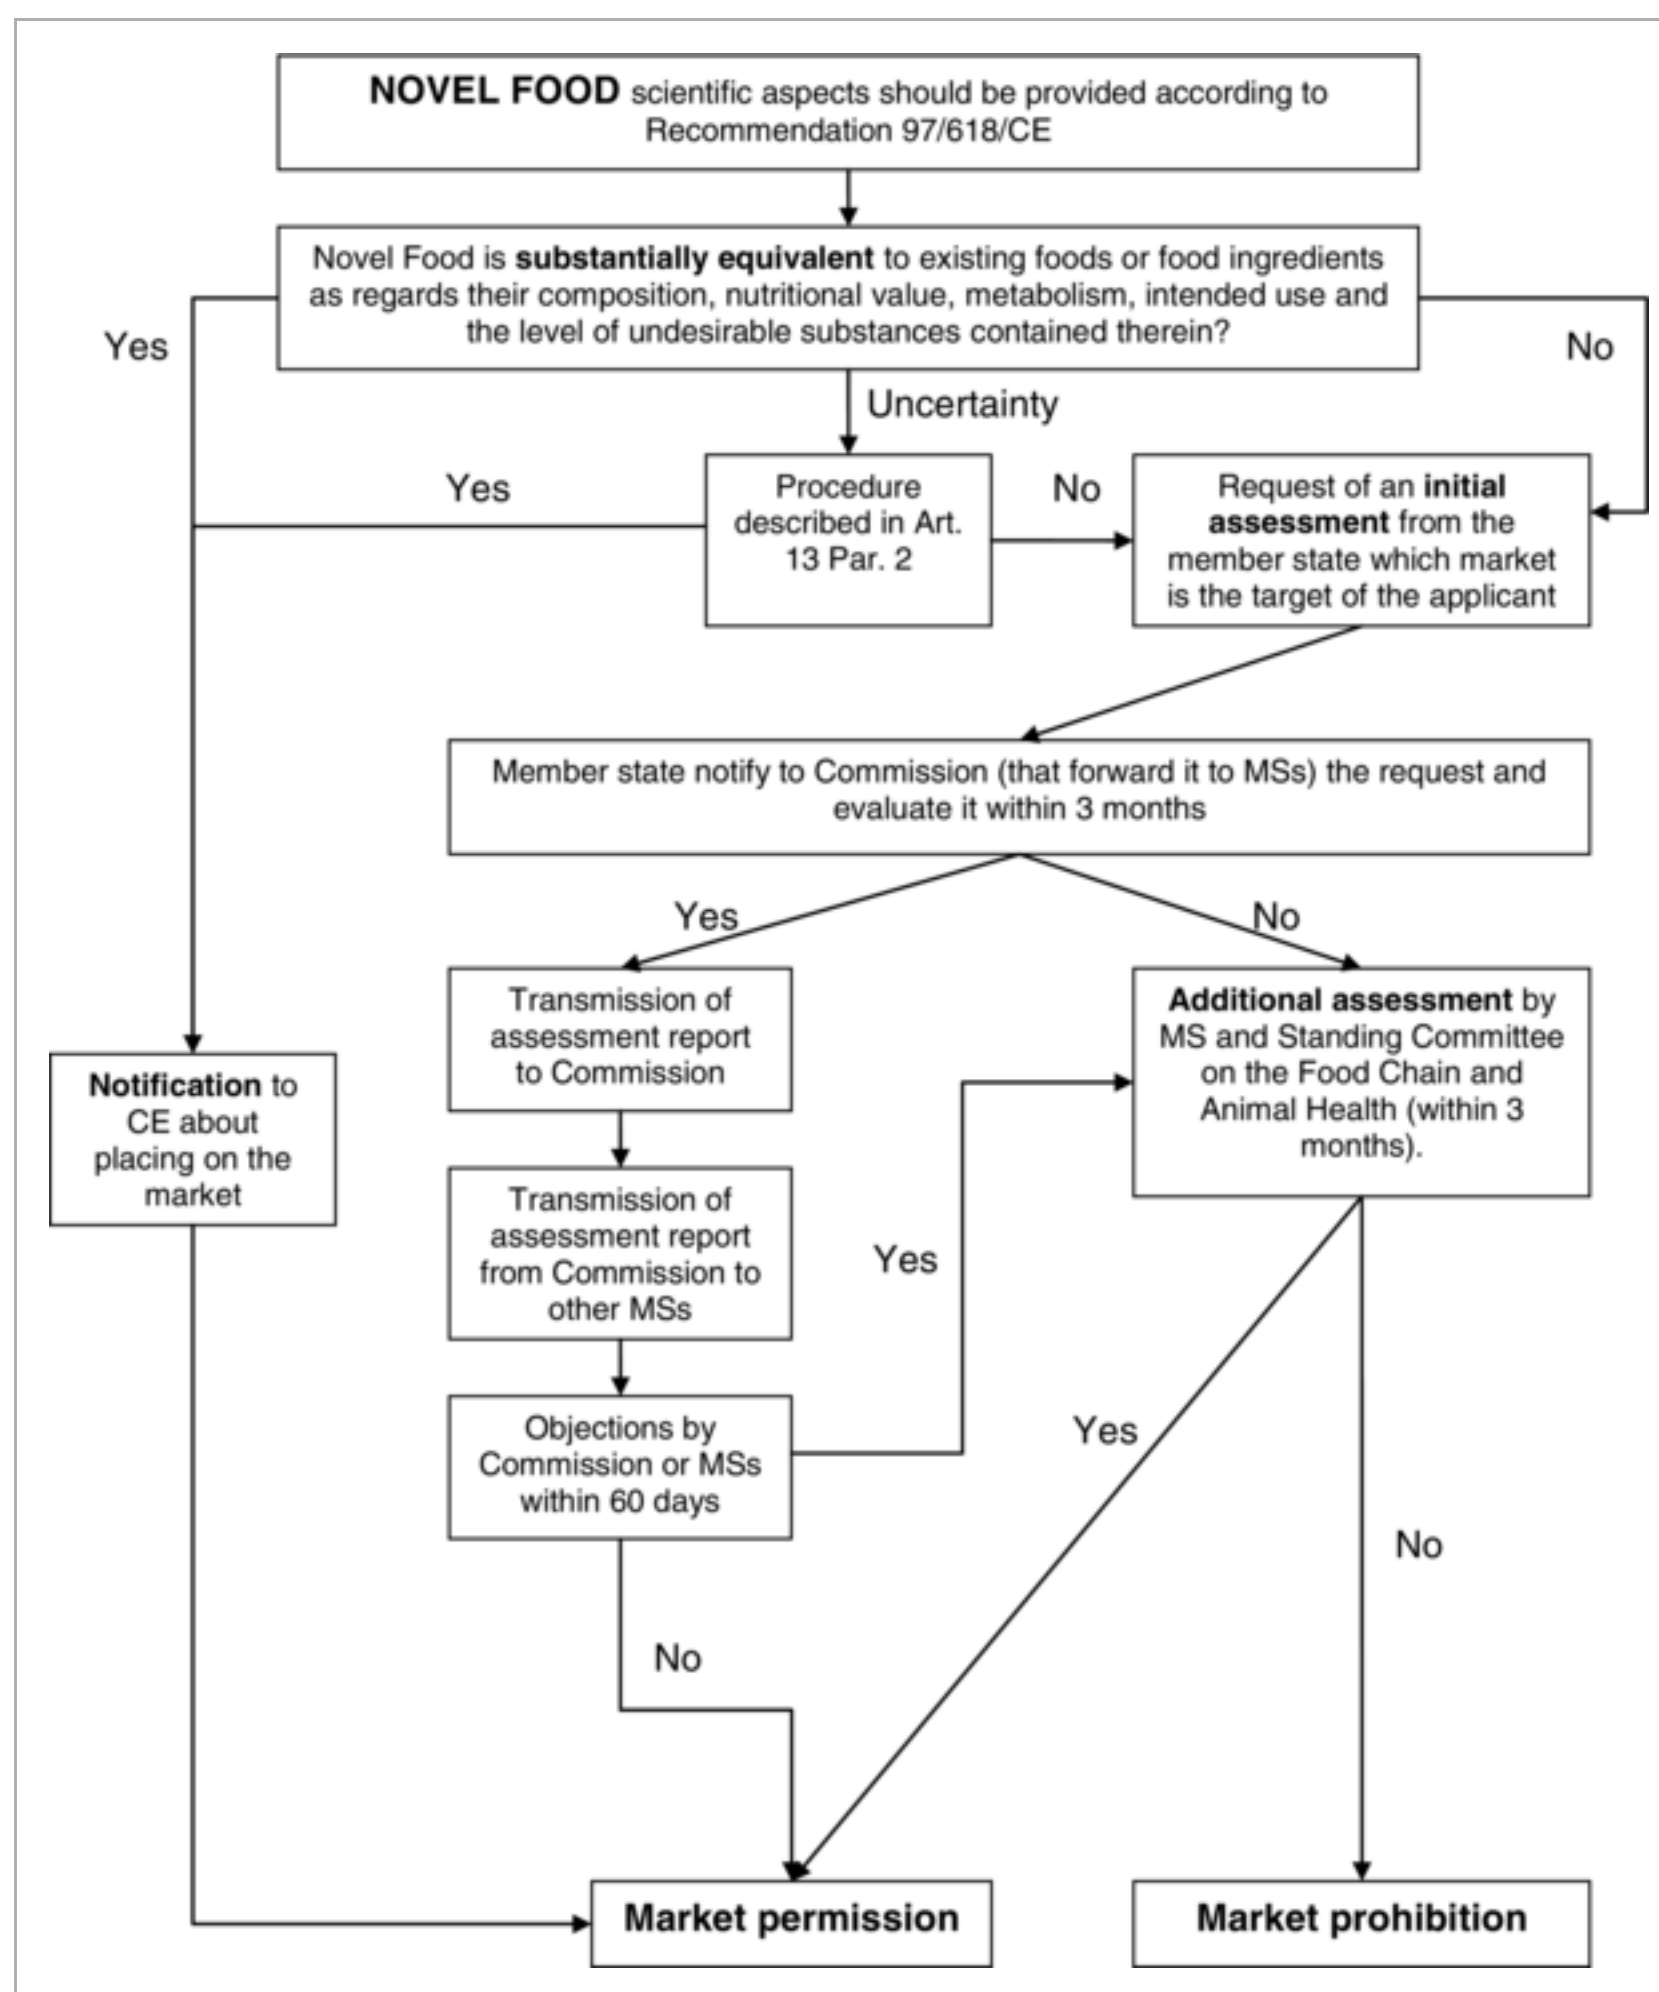 NOVEL FOOD scientific aspects should be provided according to
Recommendation 97/618/CE
Novel Food is substantially equivalent to existing foods or food ingredients
as regards their composition, nutritional value, metabolism, intended use and
the level of undesirable substances contained therein?
Yes
No
Uncertainty
Yes
Procedure
described in Art.
13 Par. 2
No
Request of an initial
assessment from the
member state which market
is the target of the applicant
Member state notify to Commission (that forward it to MSs) the request and
evaluate it within 3 months
Yes
No
Transmission of
assessment report
to Commission
Additional assessment by
MS and Standing Committee
on the Food Chain and
Animal Health (within 3
months).
Notification to
CE about
placing on the
market
Transmission of
assessment report
from Commission to
other MSs
Yes
Objections by
Commission or MSs
within 60 days
Yes
No
No
Market permission
Market prohibition